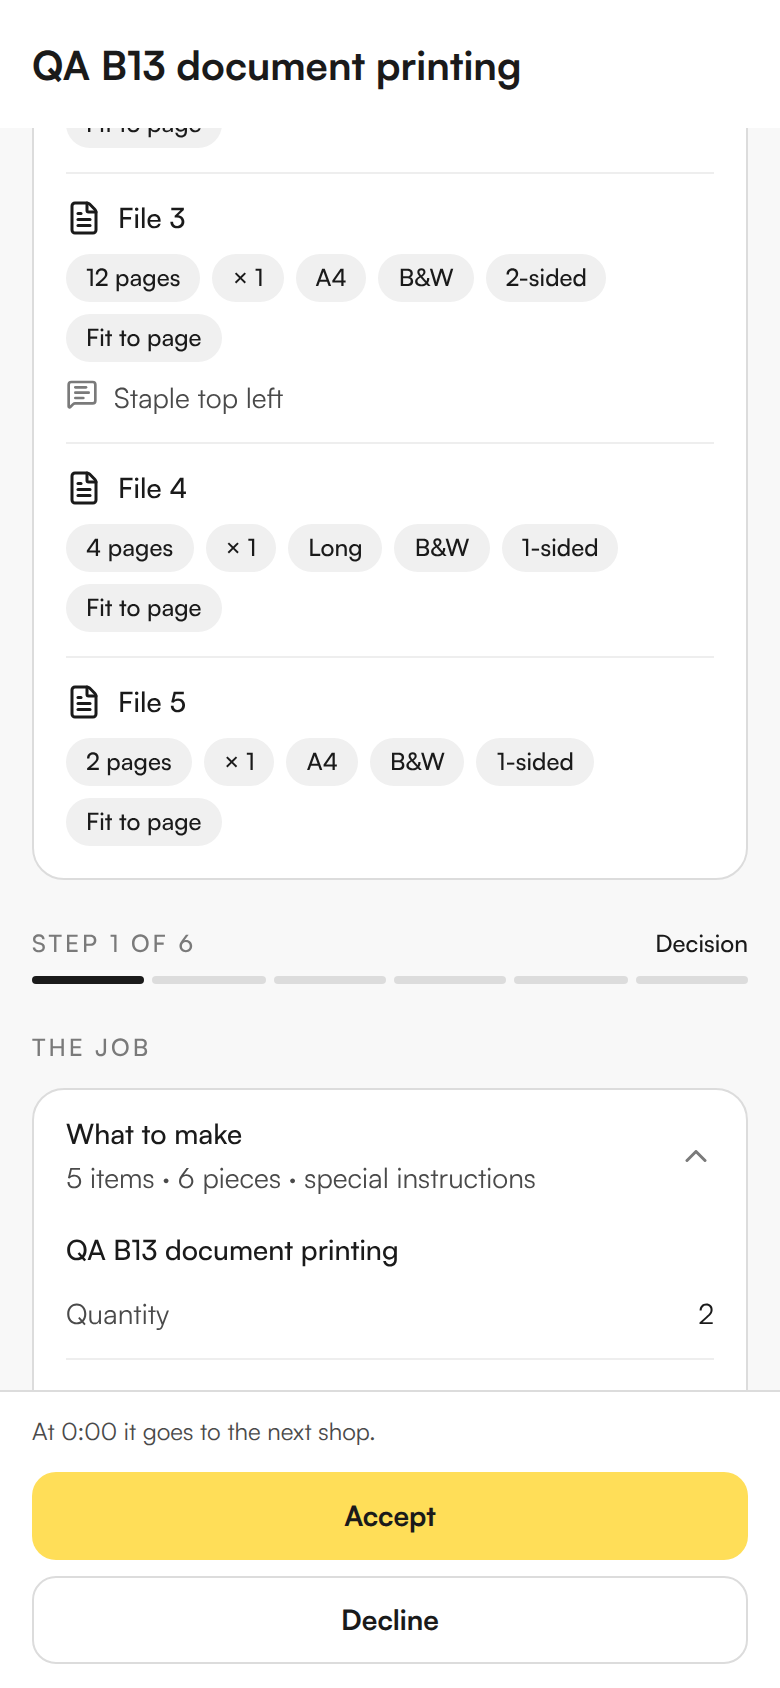 QA B13 document printing
Fit to page
File 3
12 pages × 1 A4 B&W 2-sided
Fit to page
Staple top left
File 4
4 pages × 1 Long B&W 1-sided
Fit to page
File 5
2 pages × 1 A4 B&W 1-sided
Fit to page
STEP 1 OF 6 Decision
THE JOB
What to make
5 items • 6 pieces • special instructions
QA B13 document printing
Quantity 2
At 0:00 it goes to the next shop.
Accept
Decline